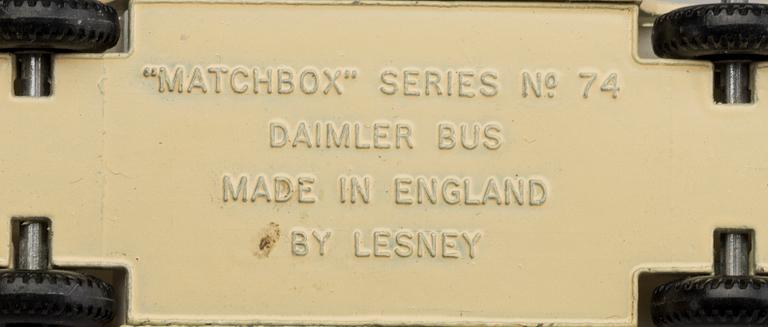 “MATCHBOX” SERIES Nº 74
DAIMLER BUS
MADE IN ENGLAND
BY LESNEY